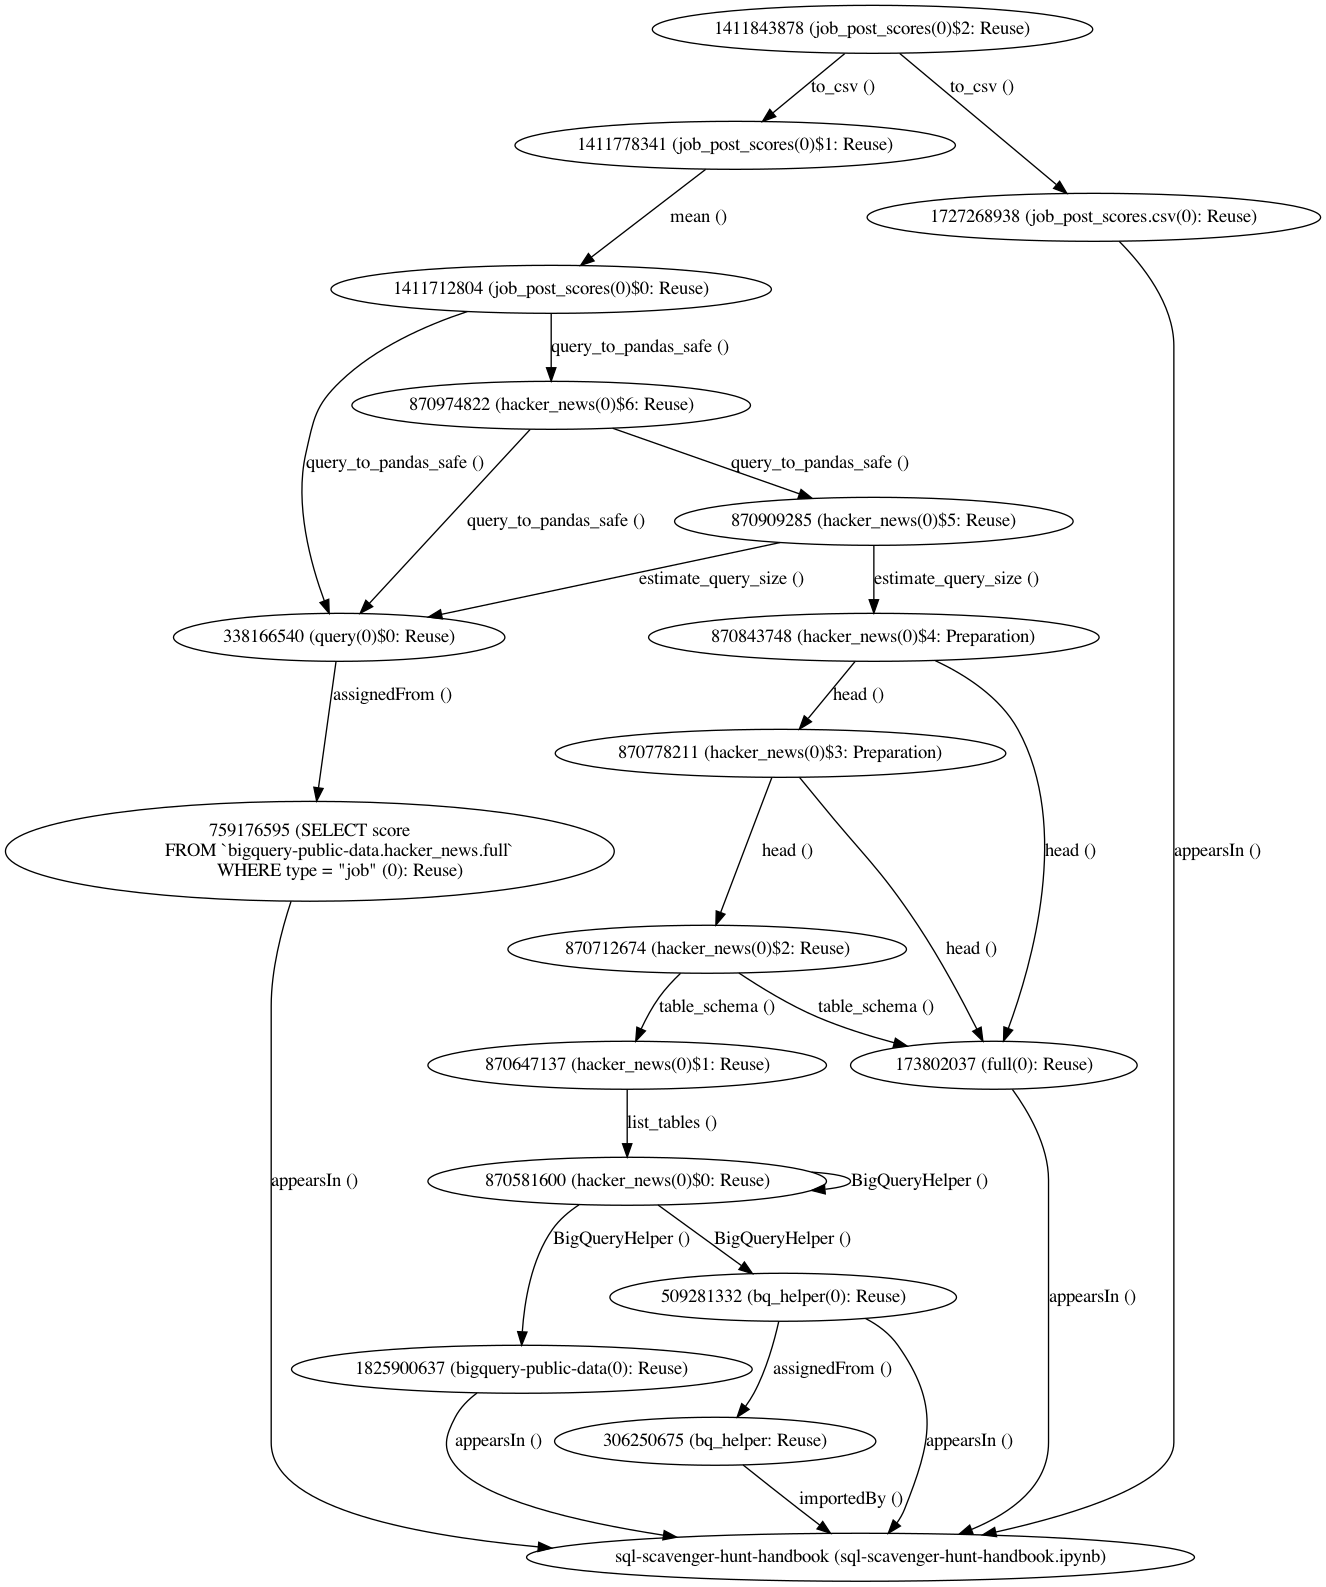 1411843878 (job_post_scores(0)$2: Reuse)
to_csv ()
to_csv ()
1411778341 (job_post_scores(0)$1: Reuse)
1727268938 (job_post_scores.csv(0): Reuse)
mean ()
1411712804 (job_post_scores(0)$0: Reuse)
query_to_pandas_safe ()
870974822 (hacker_news(0)$6: Reuse)
query_to_pandas_safe ()
query_to_pandas_safe ()
query_to_pandas_safe ()
870909285 (hacker_news(0)$5: Reuse)
estimate_query_size ()
estimate_query_size ()
338166540 (query(0)$0: Reuse)
870843748 (hacker_news(0)$4: Preparation)
assignedFrom ()
head ()
870778211 (hacker_news(0)$3: Preparation)
759176595 (SELECT score
FROM `bigquery-public-data.hacker_news.full`
WHERE type = "job" (0): Reuse)
head ()
head ()
appearsIn ()
870712674 (hacker_news(0)$2: Reuse)
head ()
table_schema ()
table_schema ()
870647137 (hacker_news(0)$1: Reuse)
173802037 (full(0): Reuse)
list_tables ()
appearsIn ()
870581600 (hacker_news(0)$0: Reuse)
BigQueryHelper ()
BigQueryHelper ()
BigQueryHelper ()
509281332 (bq_helper(0): Reuse)
appearsIn ()
1825900637 (bigquery-public-data(0): Reuse)
assignedFrom ()
appearsIn ()
306250675 (bq_helper: Reuse)
appearsIn ()
importedBy ()
sql-scavenger-hunt-handbook (sql-scavenger-hunt-handbook.ipynb)